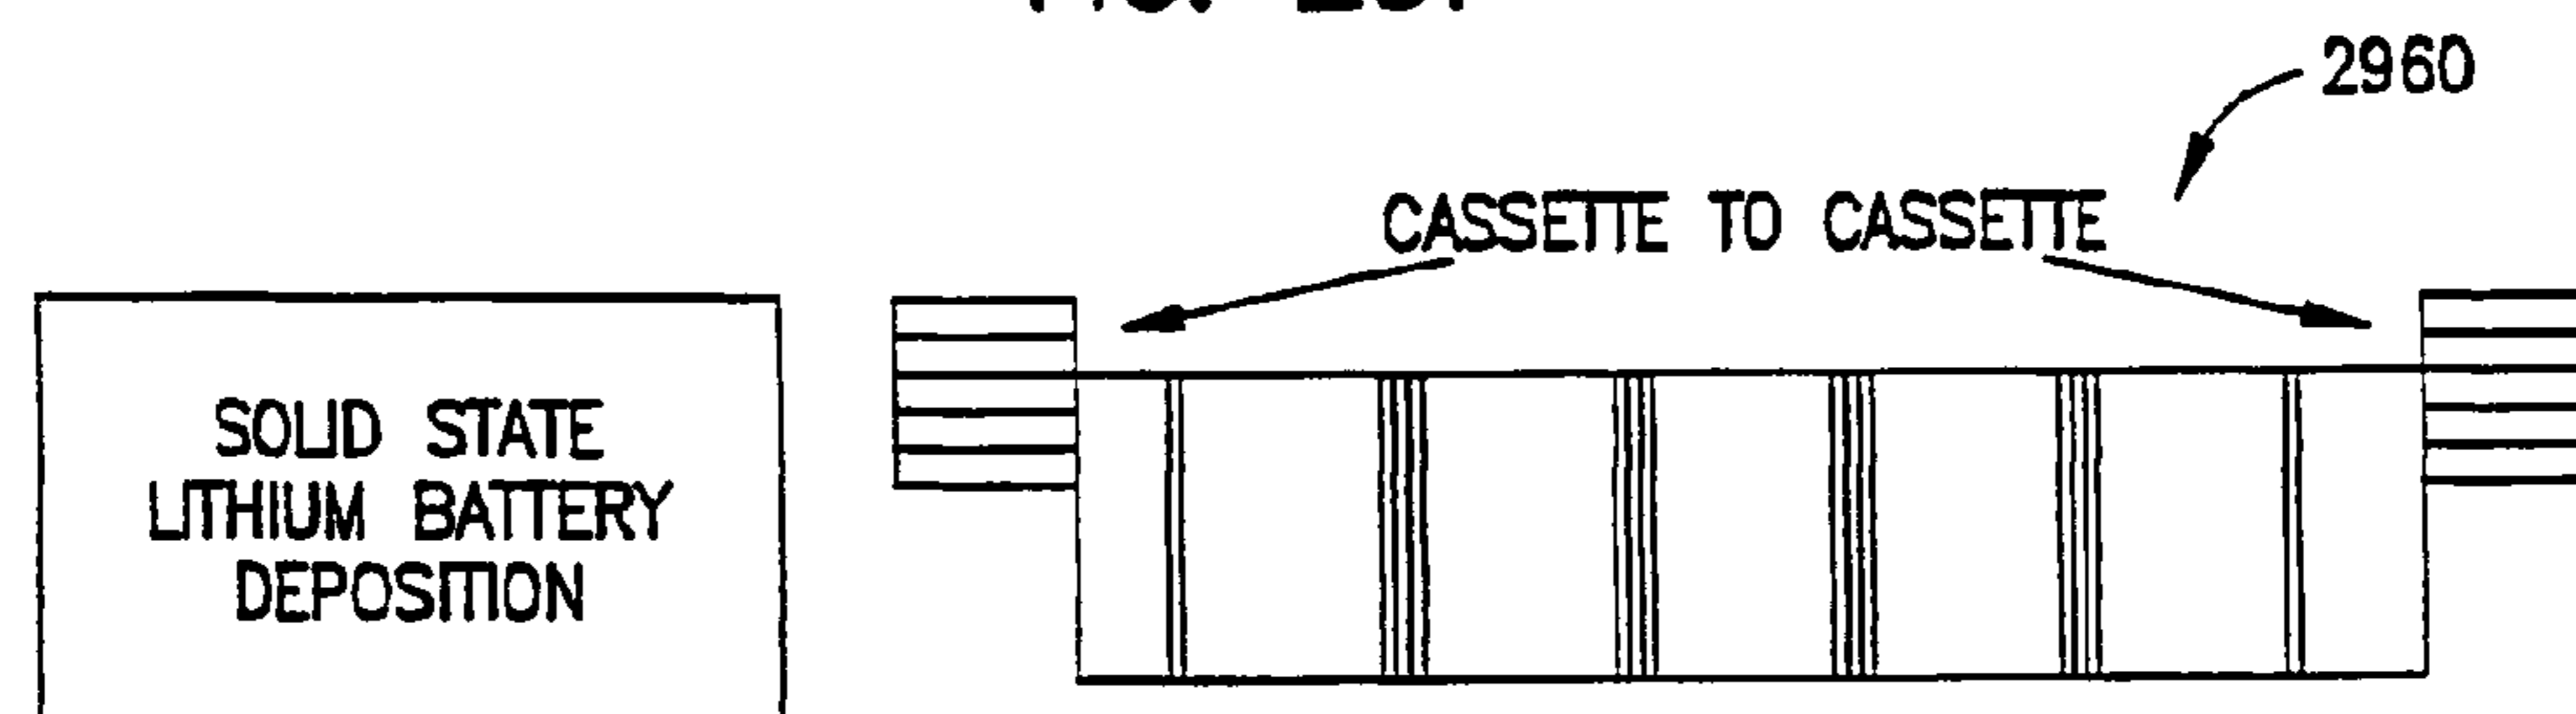 2960
CASSETTE TO CASSETTE
SOLID STATE
LITHIUM BATTERY
DEPOSITION